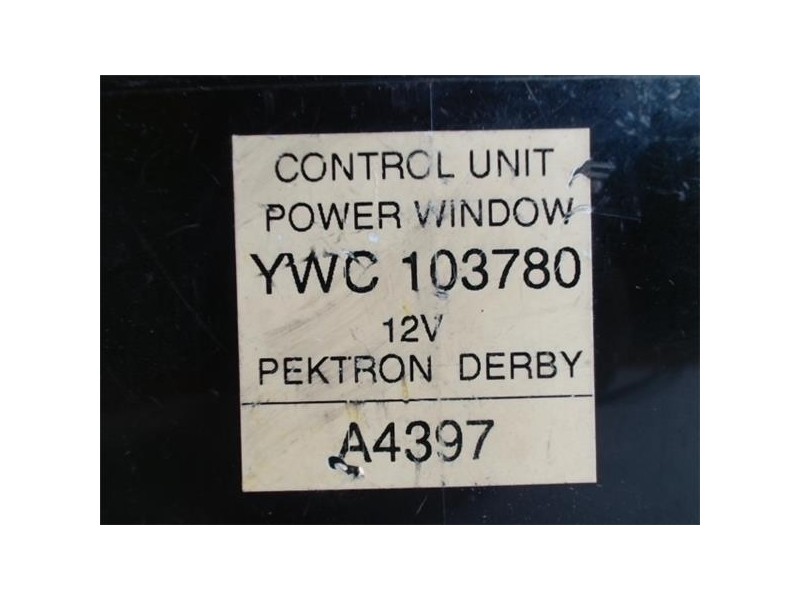 CONTROL UNIT
POWER WINDOW
YWC 103780
12V
PEKTRON DERBY
A4397